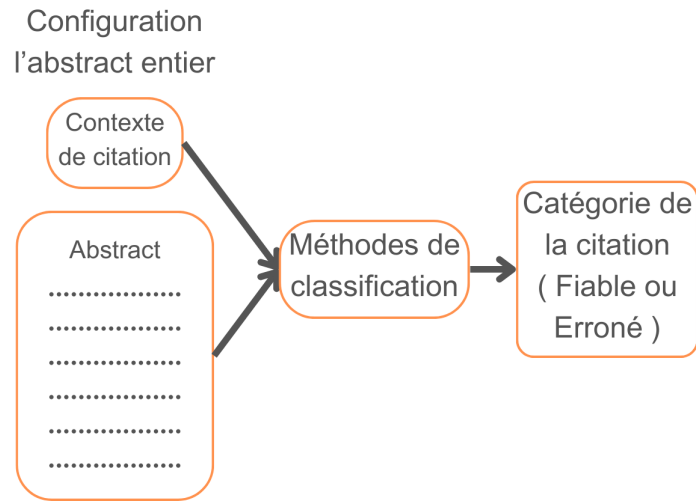 Configuration
l'abstract entier
Contexte
de citation
Abstract
...................
...................
...................
...................
...................
...................
Méthodes de
classification
Catégorie de
la citation
( Fiable ou
Erroné )